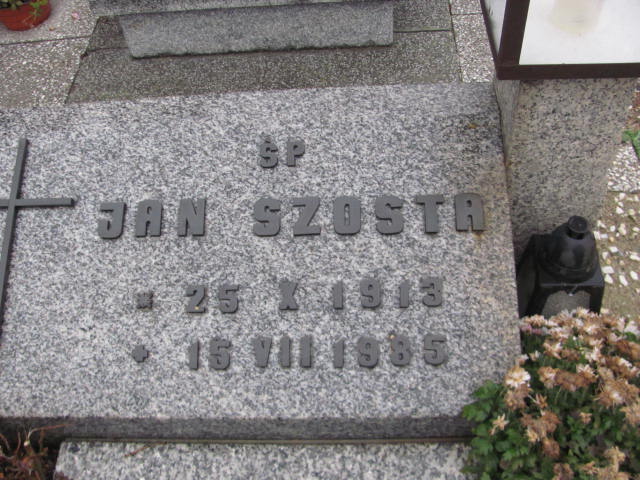 ŚP
JAN SZOSTA
* 25 X 1913
+ 15 VII 1985